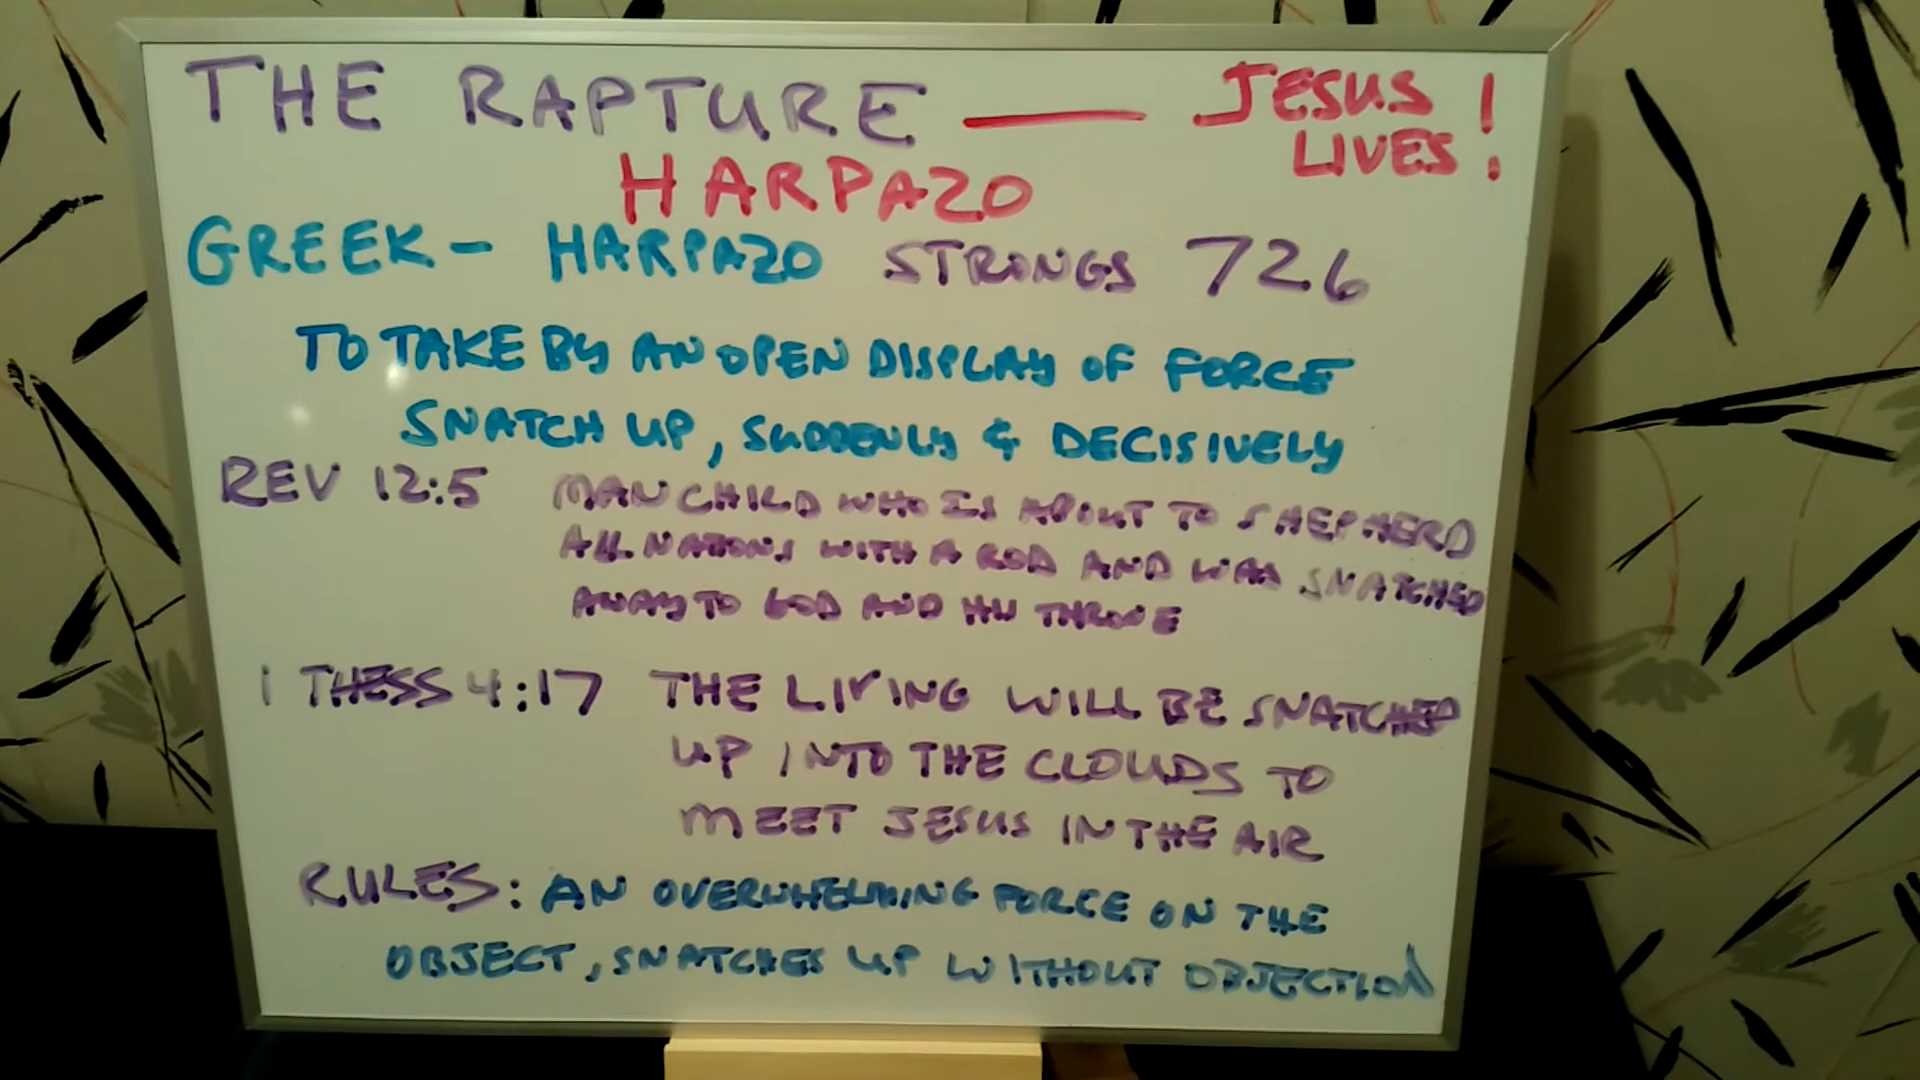 THE RAPTURE — JESUS LIVES!
HARPAZO
GREEK - HARPAZO STRONGS 726
TO TAKE BY AN OPEN DISPLAY OF FORCE
SNATCH UP, SUDDENLY & DECISIVELY
REV 12:5 MAN CHILD WHO IS ABOUT TO SHEPHERD
ALL NATIONS WITH A ROD AND WAS SNATCHED
AWAY TO GOD AND HIS THRONE
1 THESS 4:17 THE LIVING WILL BE SNATCHED
UP INTO THE CLOUDS TO
MEET JESUS IN THE AIR
RULES: AN OVERWHELMING FORCE ON THE
OBJECT, SNATCHES UP WITHOUT OBJECTION